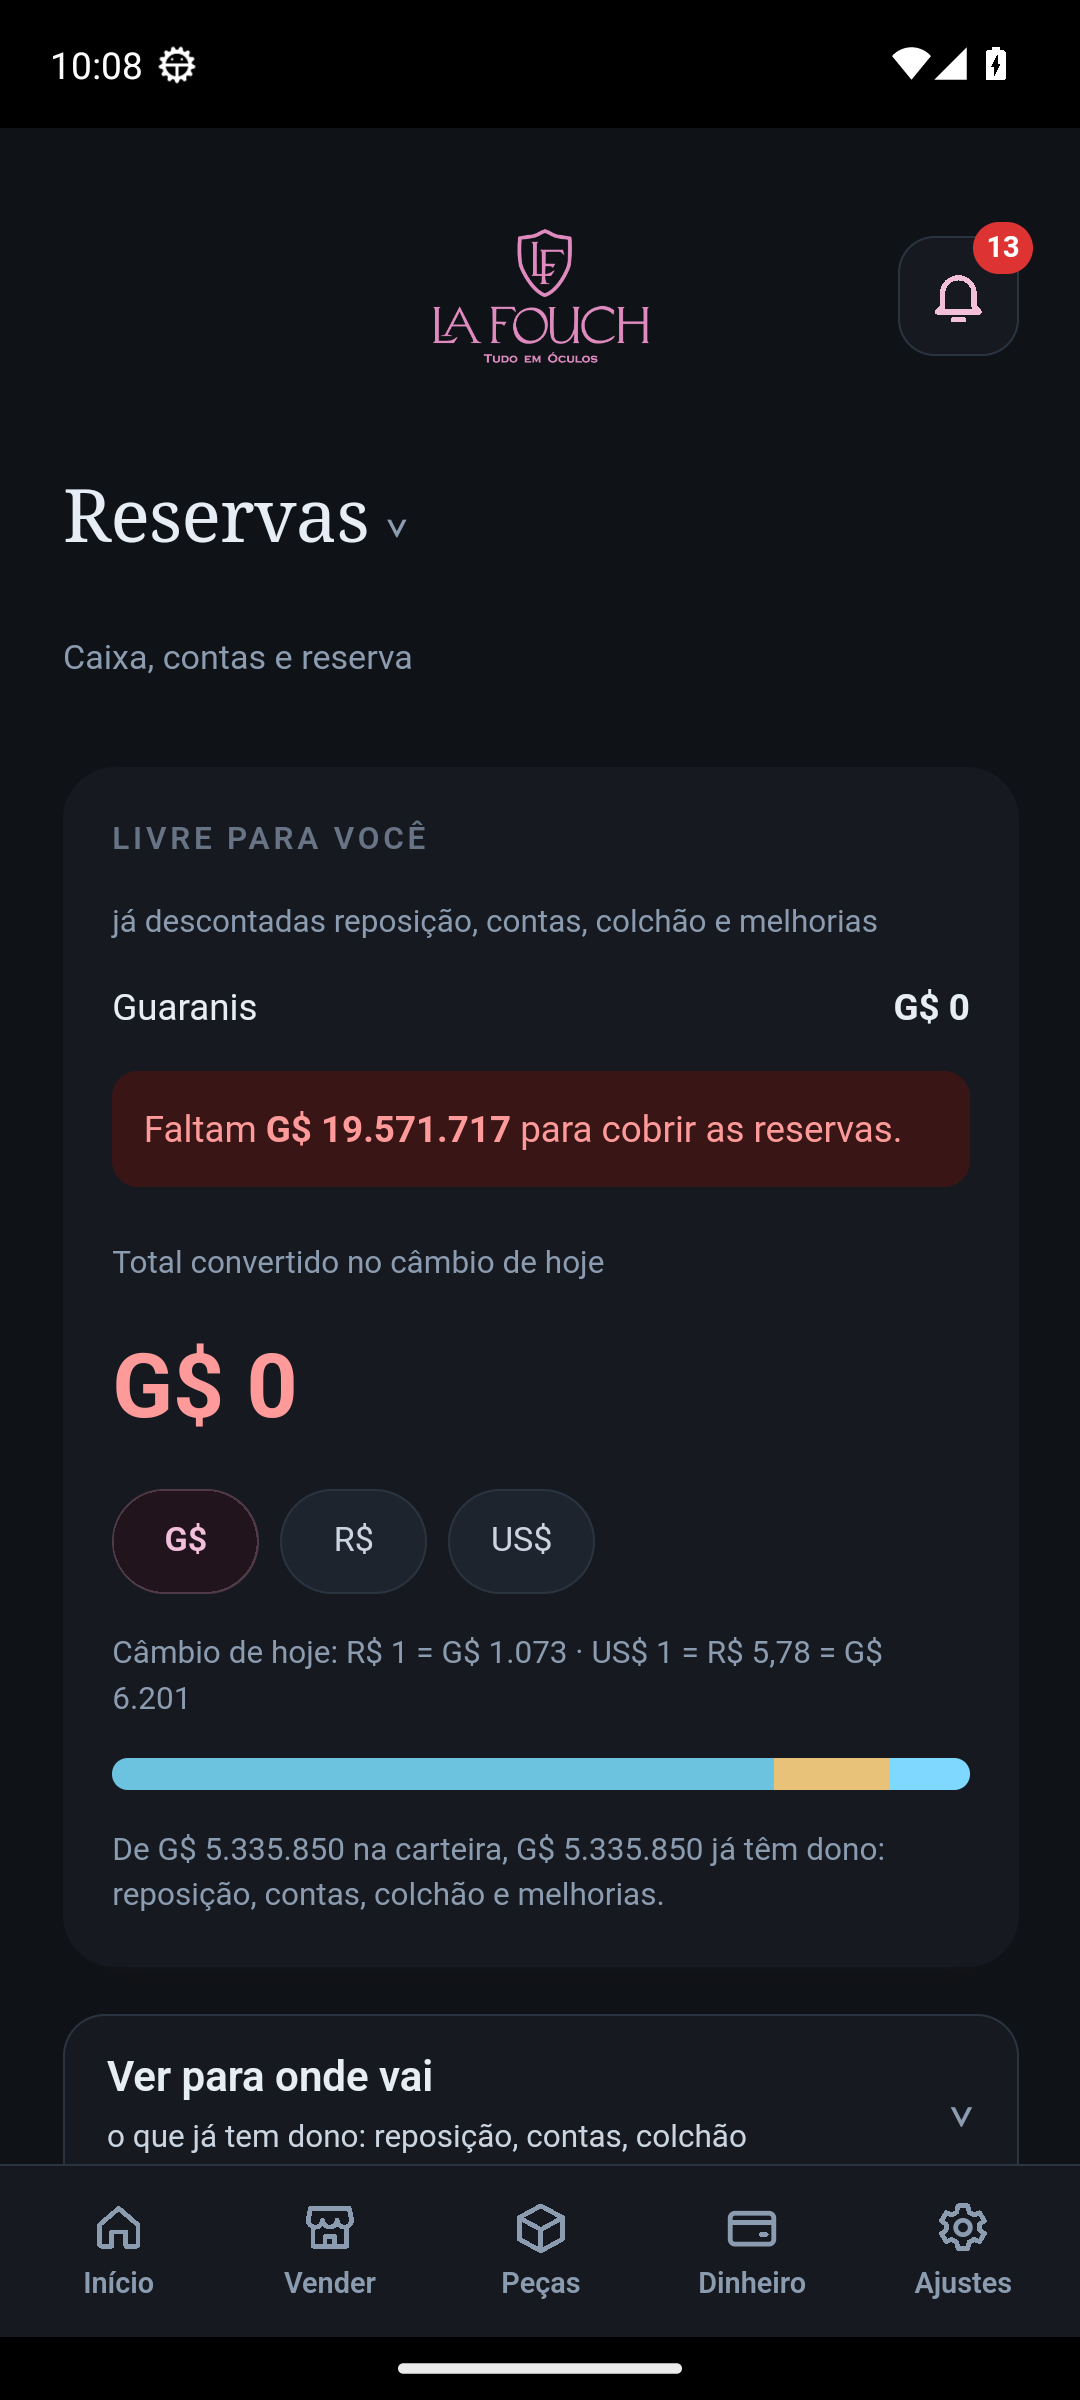 10:08
LF
LA FOUCH
TUDO EM ÓCULOS
13
Reservas
Caixa, contas e reserva
LIVRE PARA VOCÊ
já descontadas reposição, contas, colchão e melhorias
Guaranis G$ 0
Faltam G$ 19.571.717 para cobrir as reservas.
Total convertido no câmbio de hoje
G$ 0
G$ R$ US$
Câmbio de hoje: R$ 1 = G$ 1.073 · US$ 1 = R$ 5,78 = G$
6.201
De G$ 5.335.850 na carteira, G$ 5.335.850 já têm dono:
reposição, contas, colchão e melhorias.
Ver para onde vai
o que já tem dono: reposição, contas, colchão
Início Vender Peças Dinheiro Ajustes